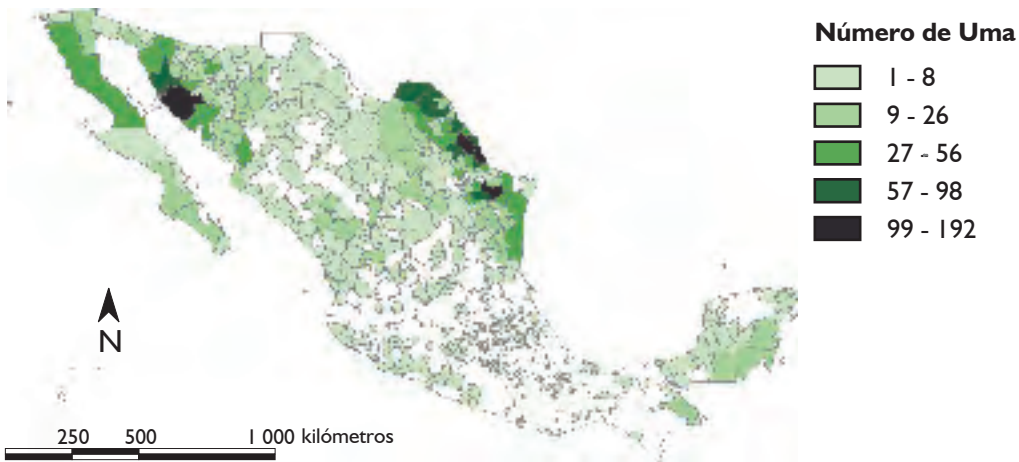 Número de Uma
1 - 8
9 - 26
27 - 56
57 - 98
99 - 192
N
250 500 1 000 kilómetros